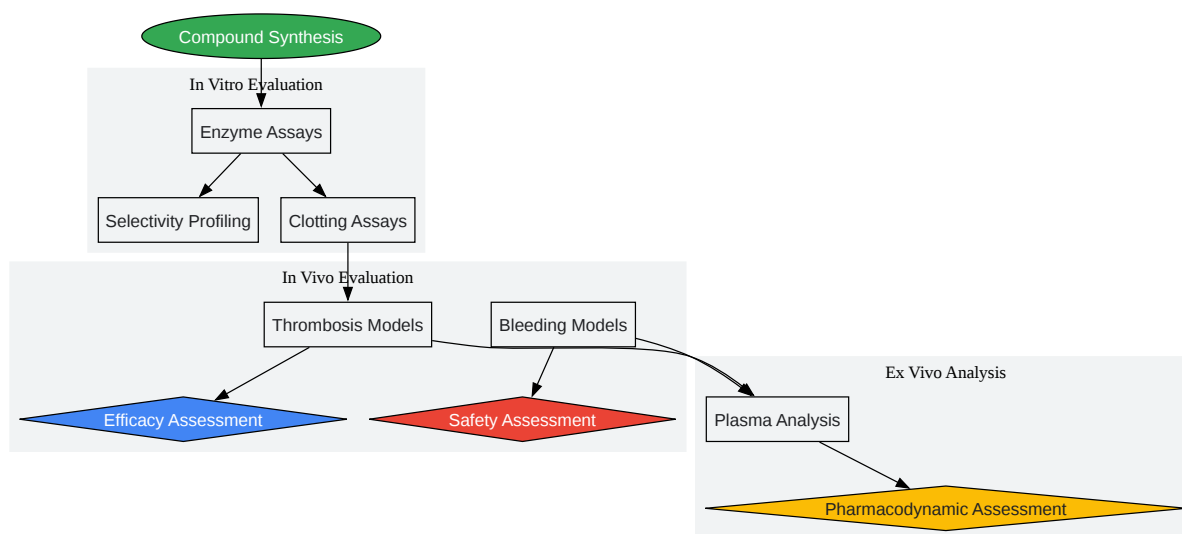 Compound Synthesis
In Vitro Evaluation
Enzyme Assays
Selectivity Profiling
Clotting Assays
In Vivo Evaluation
Thrombosis Models
Bleeding Models
Ex Vivo Analysis
Efficacy Assessment
Safety Assessment
Plasma Analysis
Pharmacodynamic Assessment